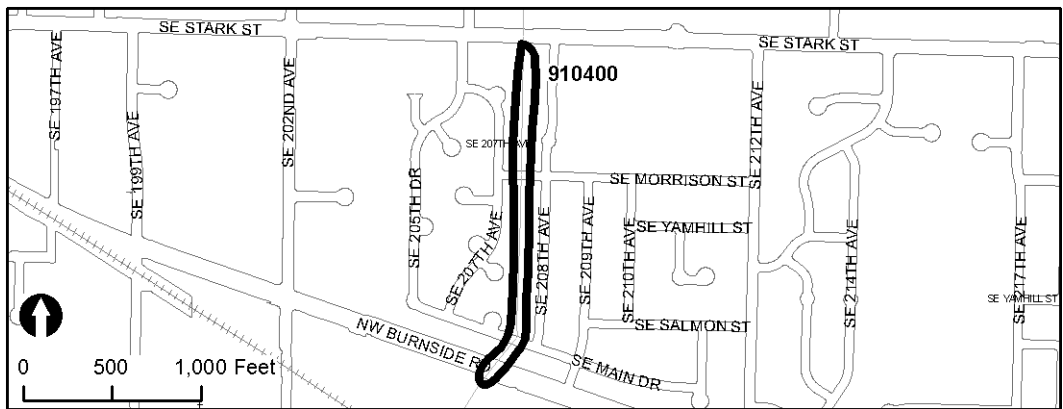 SE STARK ST
SE STARK ST
910400
SE 197TH AVE
SE 199TH AVE
SE 202ND AVE
SE 205TH DR
SE 207TH AVE
SE 207TH AVE
SE 208TH AVE
SE 209TH AVE
SE 210TH AVE
SE 212TH AVE
SE 214TH AVE
SE 217TH AVE
SE MORRISON ST
SE YAMHILL ST
SE YAMHILL ST
SE SALMON ST
NW BURNSIDE RD
SE MAIN DR
0 500 1,000 Feet